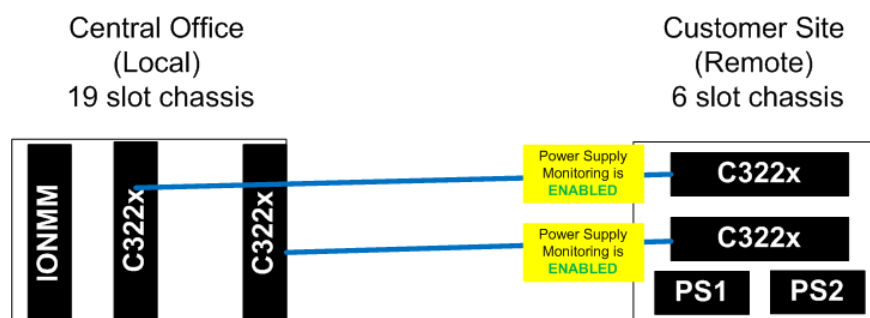 Central Office
(Local)
19 slot chassis
Customer Site
(Remote)
6 slot chassis
IONMM
C322x
C322x
Power Supply
Monitoring is
ENABLED
Power Supply
Monitoring is
ENABLED
C322x
C322x
PS1
PS2